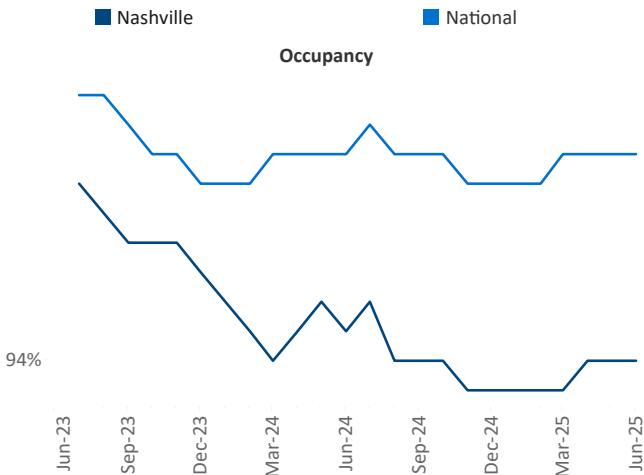 Nashville National
Occupancy
94%
Jun-23 Sep-23 Dec-23 Mar-24 Jun-24 Sep-24 Dec-24 Mar-25 Jun-25